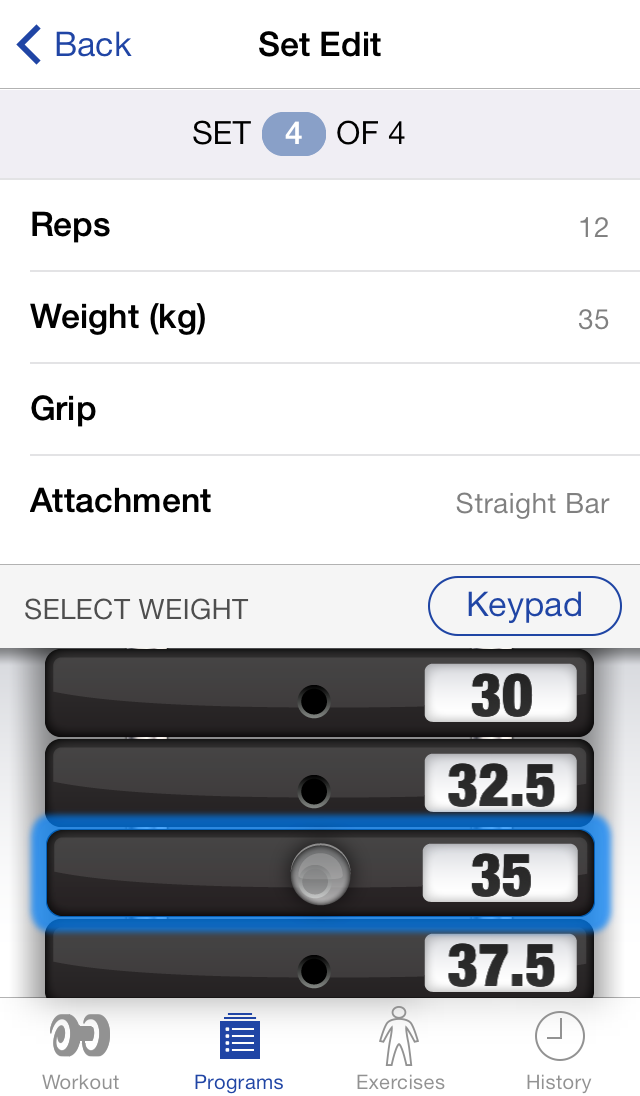 Back Set Edit
SET 4 OF 4
Reps 12
Weight (kg) 35
Grip
Attachment Straight Bar
SELECT WEIGHT Keypad
30
32.5
35
37.5
Workout Programs Exercises History